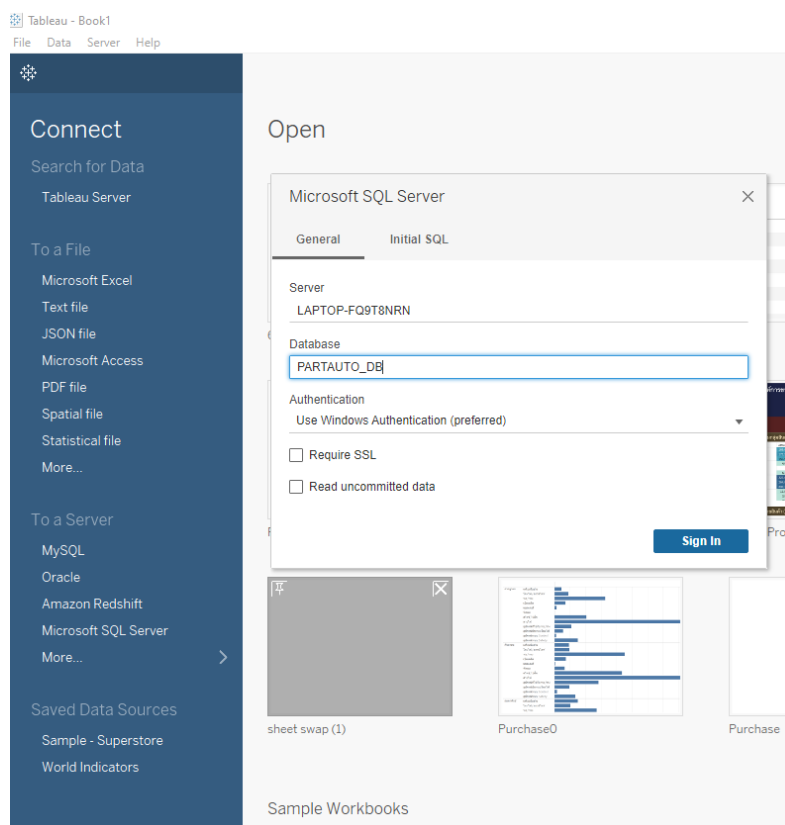 Tableau - Book1
File Data Server Help
Connect
Search for Data
Tableau Server
To a File
Microsoft Excel
Text file
JSON file
Microsoft Access
PDF file
Spatial file
Statistical file
More...
To a Server
MySQL
Oracle
Amazon Redshift
Microsoft SQL Server
More...
Saved Data Sources
Sample - Superstore
World Indicators
Open
Microsoft SQL Server
General Initial SQL
Server
LAPTOP-FQ9T8NRN
Database
PARTAUTO_DB
Authentication
Use Windows Authentication (preferred)
Require SSL
Read uncommitted data
Sign In
sheet swap (1)
Purchase0
Purchase
Sample Workbooks